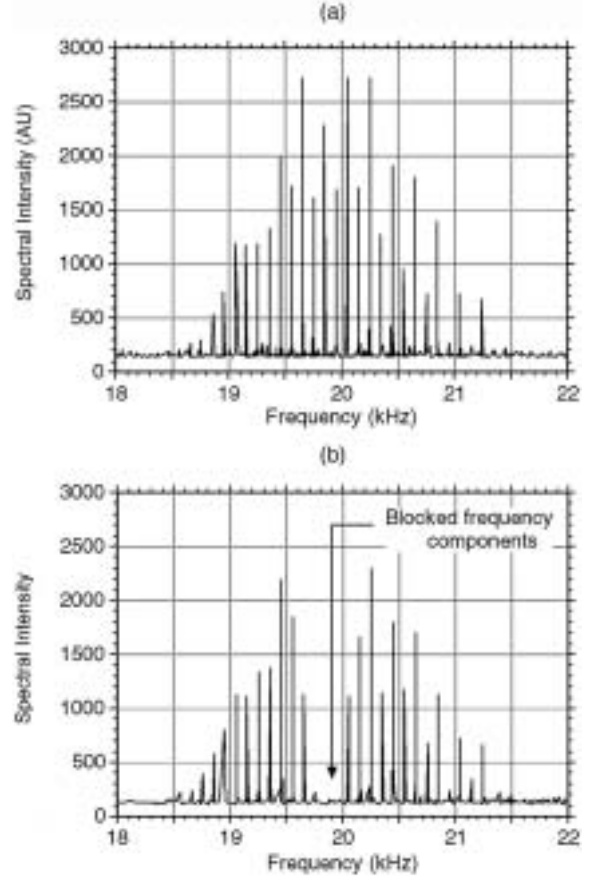 (a)
Spectral Intensity (AU)
3000
2500
2000
1500
1000
500
0
18 19 20 21 22
Frequency (kHz)
(b)
Spectral Intensity
3000
2500
2000
1500
1000
500
0
Blocked frequency
components
18 19 20 21 22
Frequency (kHz)